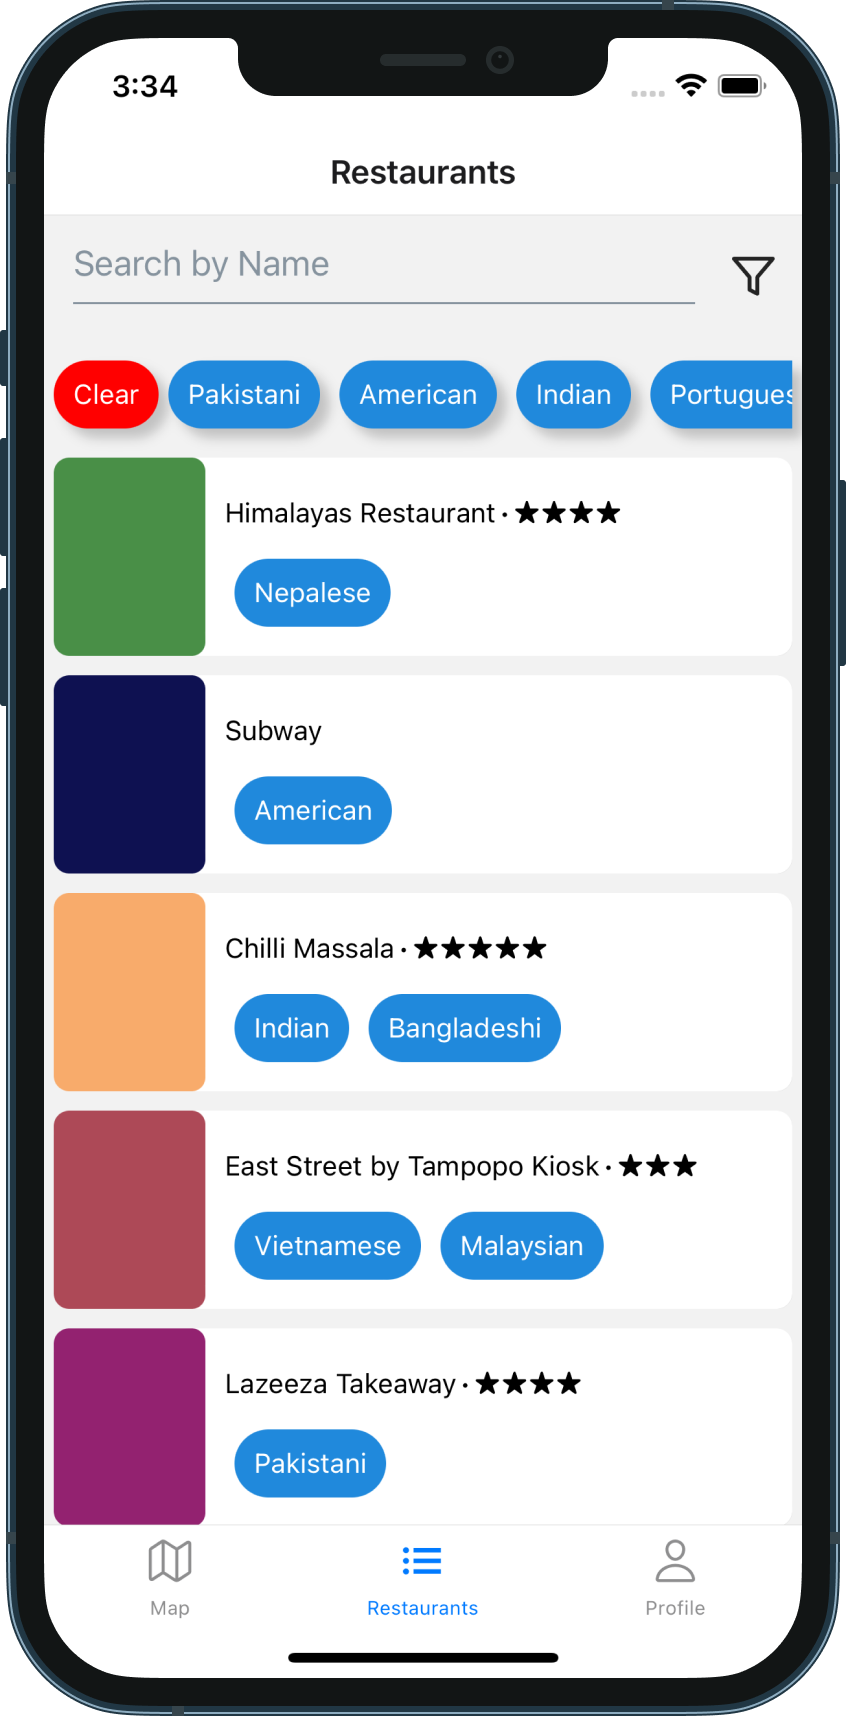 3:34
Restaurants
Search by Name
Clear Pakistani American Indian Portugues
Himalayas Restaurant · ★★★★
Nepalese
Subway
American
Chilli Massala · ★★★★★
Indian Bangladeshi
East Street by Tampopo Kiosk · ★★★
Vietnamese Malaysian
Lazeeza Takeaway · ★★★★
Pakistani
Map Restaurants Profile